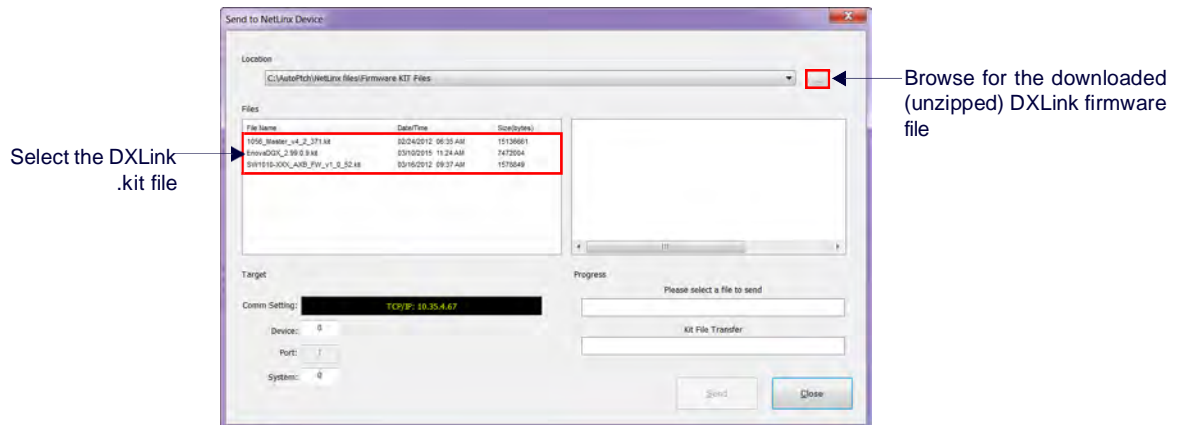 Send to NetLinx Device
X
Location
C:\AutoPtch\NetLinx files\Firmware KIT Files
...
Browse for the downloaded
(unzipped) DXLink firmware
file
Files
File Name Date/Time Size(bytes)
1056_Master_v4_2_371.kit 02/24/2012 06:35 AM 15136661
EnovaDGX_2.99.0.9.kit 03/10/2015 11:24 AM 7472004
SW1010-XXX_AXB_FW_v1_0_52.kit 03/16/2012 09:37 AM 1578849
Select the DXLink
.kit file
Target
Progress
Please select a file to send
Comm Setting: TCP/IP: 10.35.4.67
Device: 0
Kit File Transfer
Port: 1
System: 0
Send
Close